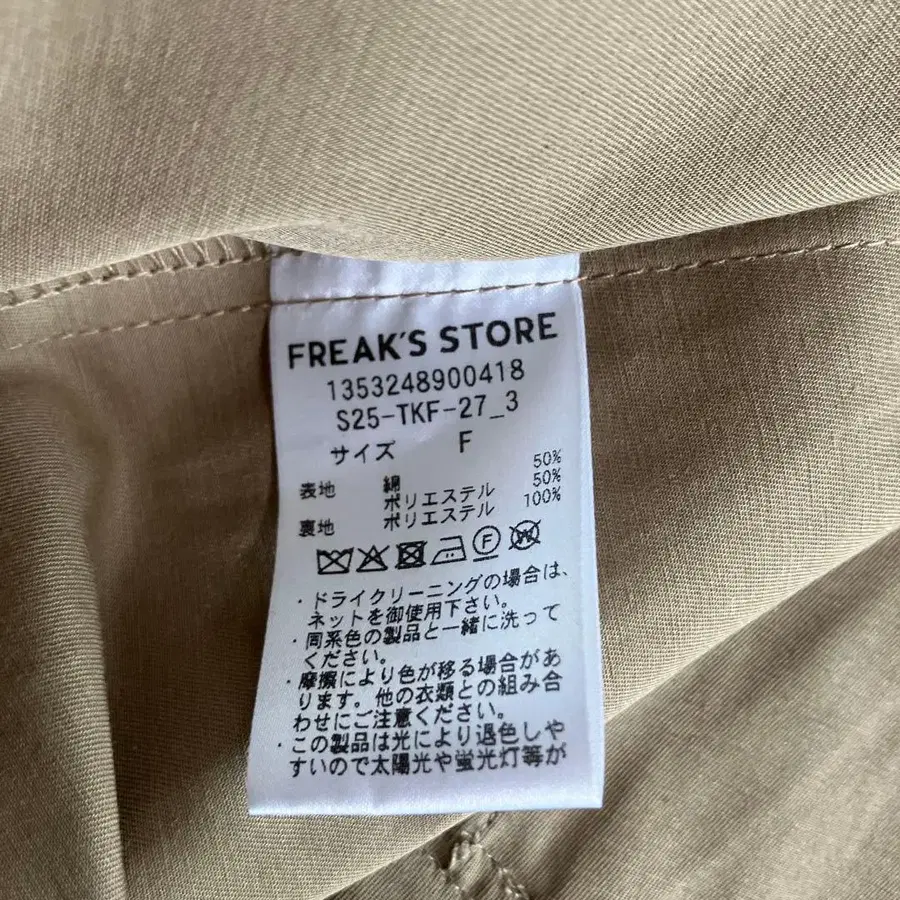 FREAK'S STORE
1353248900418
S25-TKF-27_3
サイズ F
表地 綿 50%
ポリエステル 50%
裏地 ポリエステル 100%
・ドライクリーニングの場合は、
ネットを御使用下さい。
・同系色の製品と一緒に洗って
ください。
・摩擦により色が移る場合があ
ります。他の衣類との組み合
わせにご注意ください。
・この製品は光により退色しや
すいので太陽光や蛍光灯等が